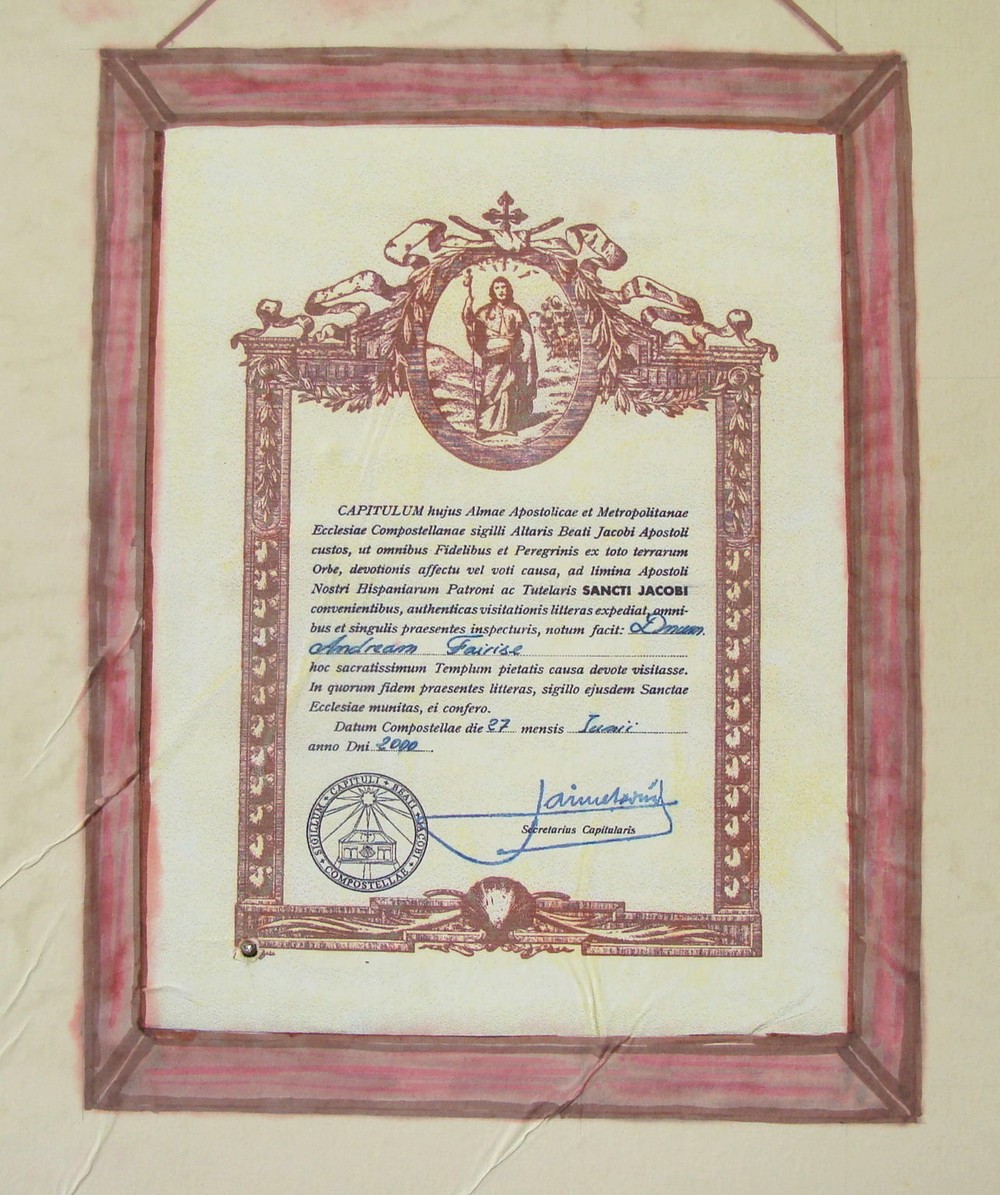 CAPITULUM hujus Almae Apostolicae et Metropolitanae
Ecclesiae Compostellanae sigilli Altaris Beati Jacobi Apostoli
custos, ut omnibus Fidelibus et Peregrinis ex toto terrarum
Orbe, devotionis affectu vel voti causa, ad limina Apostoli
Nostri Hispaniarum Patroni ac Tutelaris SANCTI JACOBI
convenientibus, authenticas visitationis litteras expediat, omni-
bus et singulis praesentes inspecturis, notum facit: Dnum.
Andream Fairise
hoc sacratissimum Templum pietatis causa devote visitasse.
In quorum fidem praesentes litteras, sigillo ejusdem Sanctae
Ecclesiae munitas, ei confero.
Datum Compostellae die 27 mensis Iunii
anno Dni 2000.
SIGILLUM CAPITULI BEATI JACOBI COMPOSTELLAE
Secretarius Capitularis